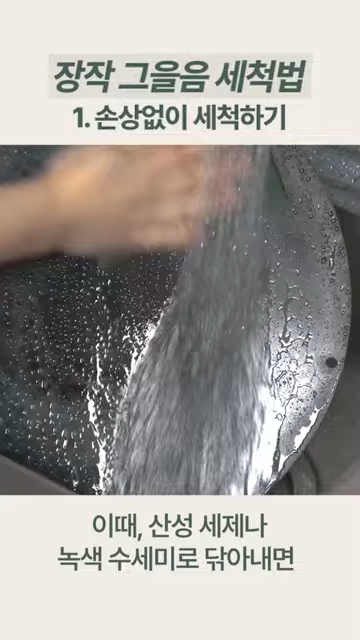 장작 그을음 세척법
1. 손상없이 세척하기
이때, 산성 세제나
녹색 수세미로 닦아내면